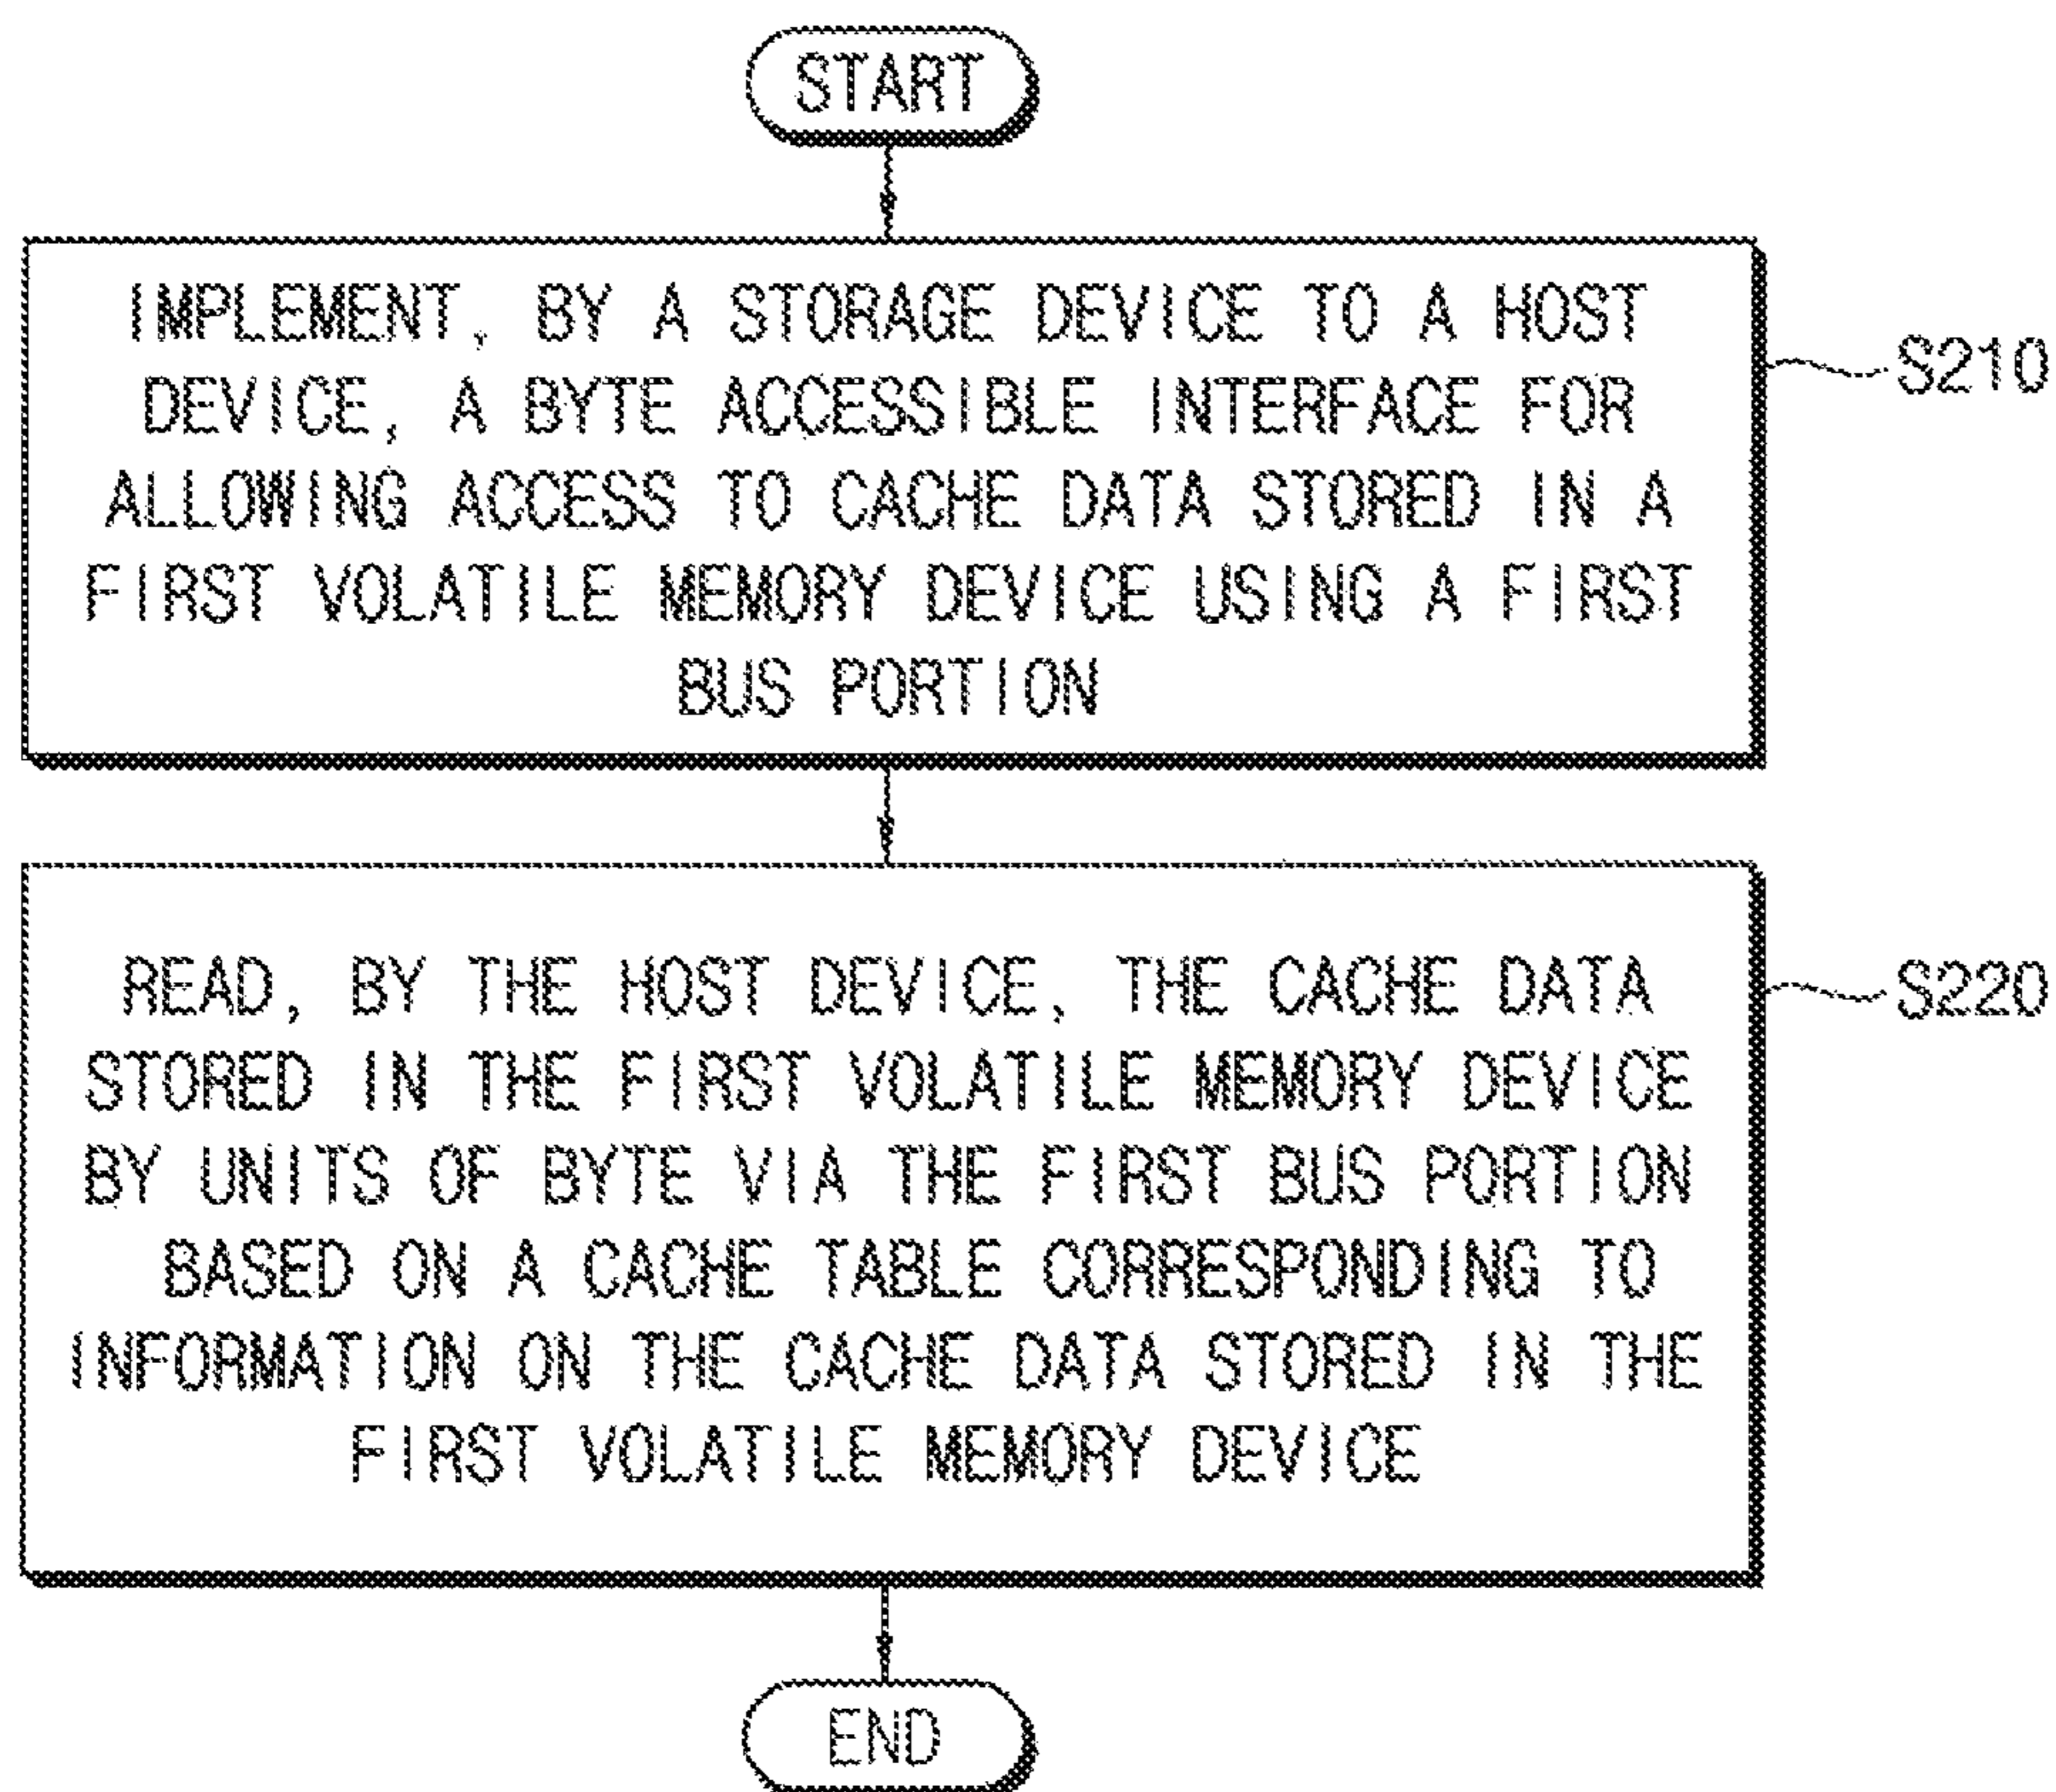 START
IMPLEMENT, BY A STORAGE DEVICE TO A HOST
DEVICE, A BYTE ACCESSIBLE INTERFACE FOR
ALLOWING ACCESS TO CACHE DATA STORED IN A
FIRST VOLATILE MEMORY DEVICE USING A FIRST
BUS PORTION
S210
READ, BY THE HOST DEVICE, THE CACHE DATA
STORED IN THE FIRST VOLATILE MEMORY DEVICE
BY UNITS OF BYTE VIA THE FIRST BUS PORTION
BASED ON A CACHE TABLE CORRESPONDING TO
INFORMATION ON THE CACHE DATA STORED IN THE
FIRST VOLATILE MEMORY DEVICE
S220
END